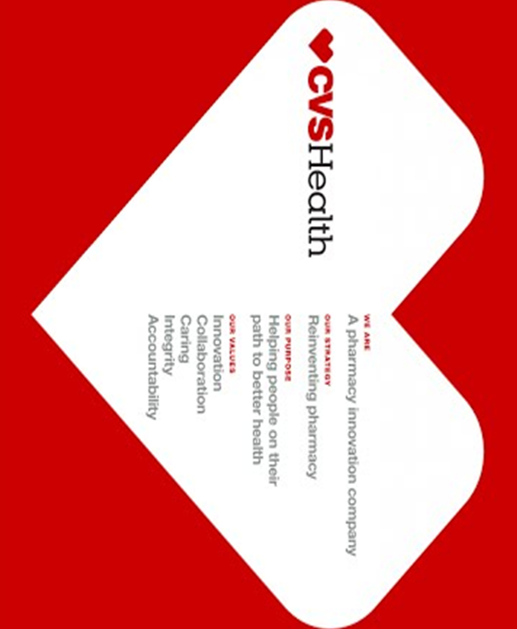 CVSHealth
WE ARE
A pharmacy innovation company
OUR STRATEGY
Reinventing pharmacy
OUR PURPOSE
Helping people on their
path to better health
OUR VALUES
Innovation
Collaboration
Caring
Integrity
Accountability